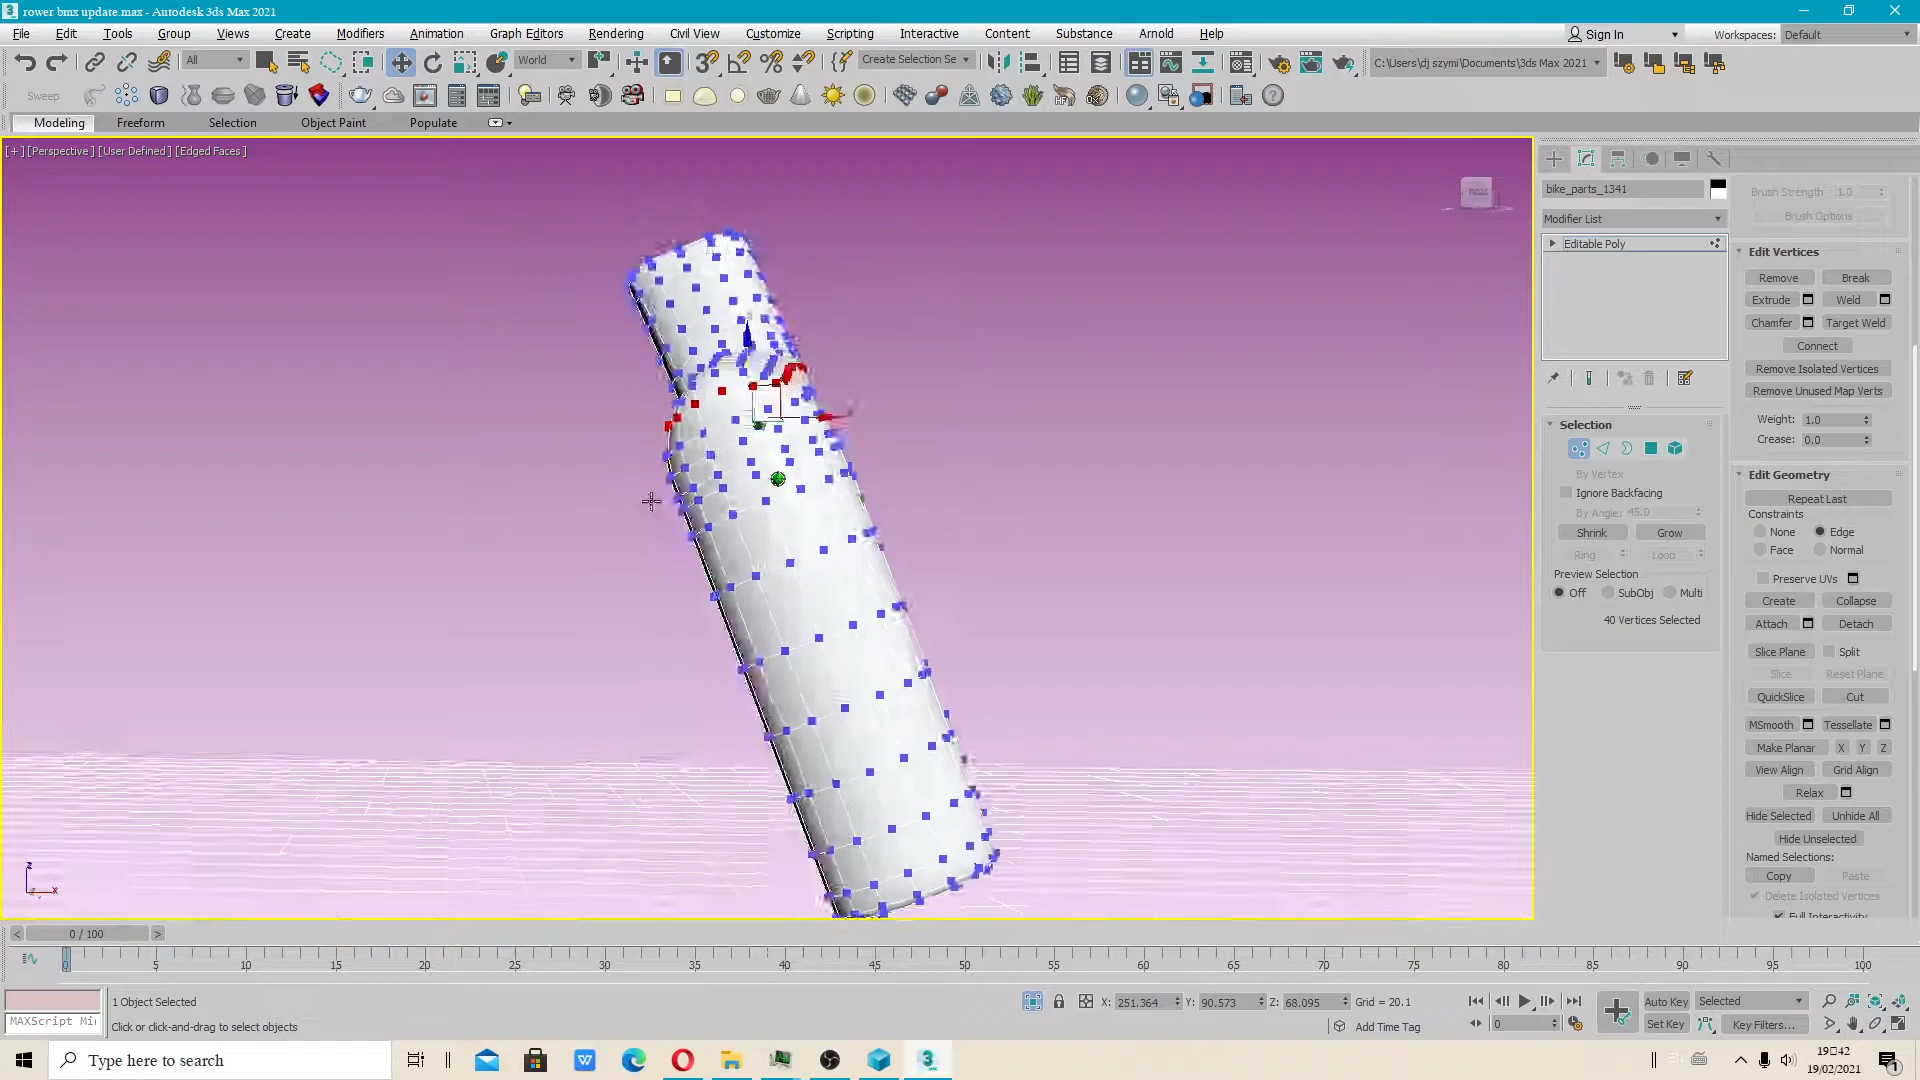 rower bmx update.max - Autodesk 3ds Max 2021
File Edit Tools Group Views Create Modifiers Animation Graph Editors Rendering Civil View Customize Scripting Interactive Content Substance Arnold Help Sign In Workspaces: Default
All World Create Selection Se C:\Users\dj szymi\Documents\3ds Max 2021
Sweep
Modeling Freeform Selection Object Paint Populate
[+] [Perspective] [User Defined] [Edged Faces]
bike_parts_1341
Modifier List
Editable Poly
Selection
By Vertex
Ignore Backfacing
By Angle: 45.0
Shrink Grow
Ring Loop
Preview Selection
Off SubObj Multi
40 Vertices Selected
Brush Strength 1.0
Brush Options
Edit Vertices
Remove Break
Extrude Weld
Chamfer Target Weld
Connect
Remove Isolated Vertices
Remove Unused Map Verts
Weight: 1.0
Crease: 0.0
Edit Geometry
Repeat Last
Constraints
None Edge
Face Normal
Preserve UVs
Create Collapse
Attach Detach
Slice Plane Split
Slice Reset Plane
QuickSlice Cut
MSmooth Tessellate
Make Planar X Y Z
View Align Grid Align
Relax
Hide Selected Unhide All
Hide Unselected
Named Selections:
Copy Paste
Delete Isolated Vertices
Full Interactivity
z
x
< 0 / 100 >
0 5 10 15 20 25 30 35 40 45 50 55 60 65 70 75 80 85 90 95 100
1 Object Selected X: 251.364 Y: 90.573 Z: 68.095 Grid = 20.1 Auto Key Selected
MAXScript Mi Click or click-and-drag to select objects Add Time Tag 0 Set Key Key Filters...
Type here to search
19:42
19/02/2021